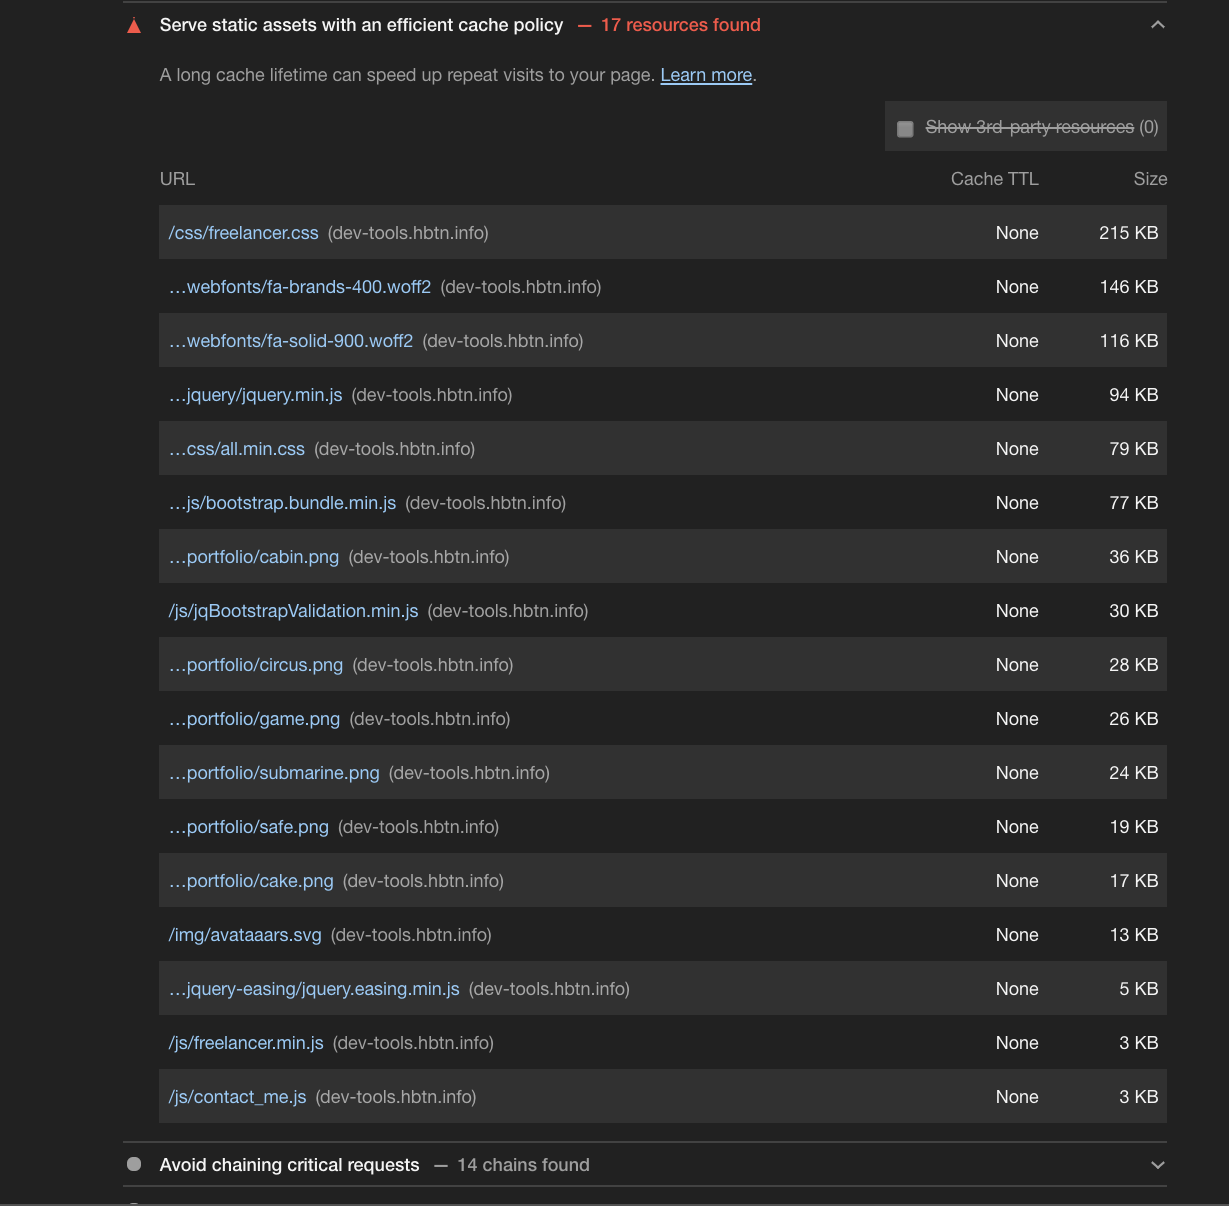 Serve static assets with an efficient cache policy — 17 resources found
A long cache lifetime can speed up repeat visits to your page. Learn more.
Show 3rd-party resources (0)
URL Cache TTL Size
/css/freelancer.css (dev-tools.hbtn.info) None 215 KB
…webfonts/fa-brands-400.woff2 (dev-tools.hbtn.info) None 146 KB
…webfonts/fa-solid-900.woff2 (dev-tools.hbtn.info) None 116 KB
…jquery/jquery.min.js (dev-tools.hbtn.info) None 94 KB
…css/all.min.css (dev-tools.hbtn.info) None 79 KB
…js/bootstrap.bundle.min.js (dev-tools.hbtn.info) None 77 KB
…portfolio/cabin.png (dev-tools.hbtn.info) None 36 KB
/js/jqBootstrapValidation.min.js (dev-tools.hbtn.info) None 30 KB
…portfolio/circus.png (dev-tools.hbtn.info) None 28 KB
…portfolio/game.png (dev-tools.hbtn.info) None 26 KB
…portfolio/submarine.png (dev-tools.hbtn.info) None 24 KB
…portfolio/safe.png (dev-tools.hbtn.info) None 19 KB
…portfolio/cake.png (dev-tools.hbtn.info) None 17 KB
/img/avataaars.svg (dev-tools.hbtn.info) None 13 KB
…jquery-easing/jquery.easing.min.js (dev-tools.hbtn.info) None 5 KB
/js/freelancer.min.js (dev-tools.hbtn.info) None 3 KB
/js/contact_me.js (dev-tools.hbtn.info) None 3 KB
Avoid chaining critical requests — 14 chains found